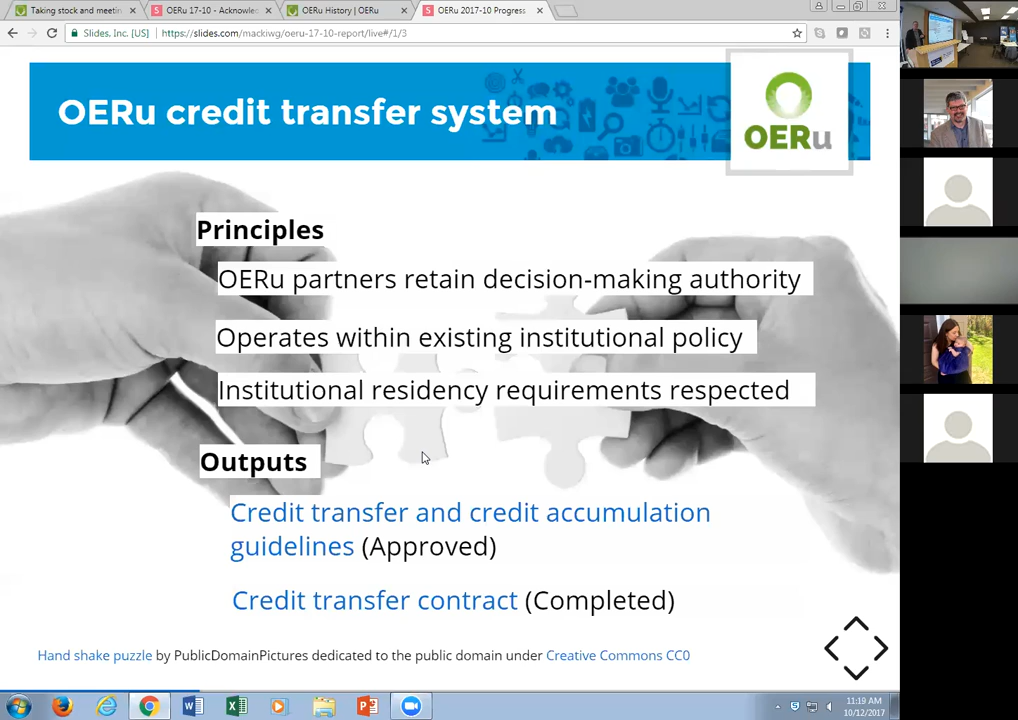 Taking stock and meetin
OERu 17-10 - Acknowle
OERu History | OERu
OERu 2017-10 Progress
Slides, Inc. [US]
https://slides.com/mackiwg/oeru-17-10-report/live#/1/3
OERu credit transfer system
OERu
Principles
OERu partners retain decision-making authority
Operates within existing institutional policy
Institutional residency requirements respected
Outputs
Credit transfer and credit accumulation
guidelines (Approved)
Credit transfer contract (Completed)
Hand shake puzzle by PublicDomainPictures dedicated to the public domain under Creative Commons CC0
11:19 AM
10/12/2017